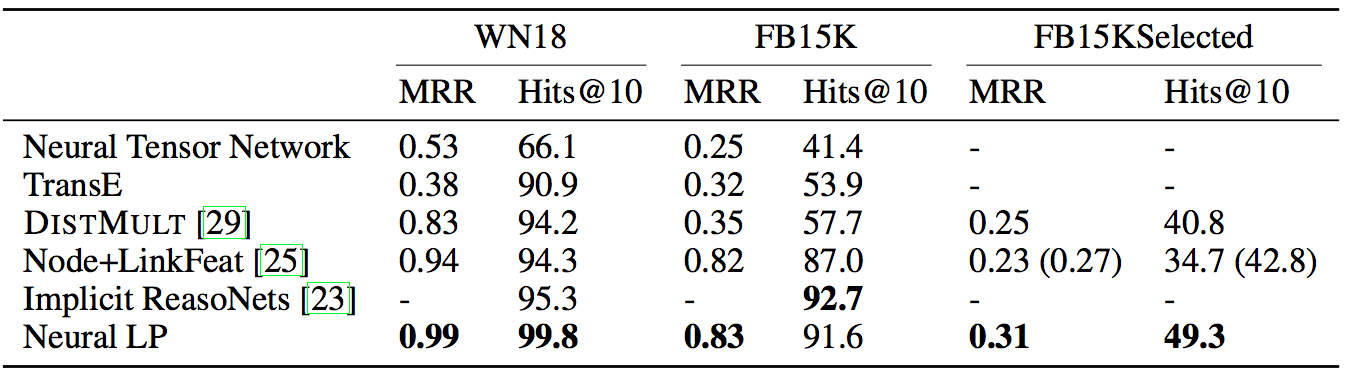 WN18 FB15K FB15KSelected
MRR Hits@10 MRR Hits@10 MRR Hits@10
Neural Tensor Network 0.53 66.1 0.25 41.4 - -
TransE 0.38 90.9 0.32 53.9 - -
DISTMULT [29] 0.83 94.2 0.35 57.7 0.25 40.8
Node+LinkFeat [25] 0.94 94.3 0.82 87.0 0.23 (0.27) 34.7 (42.8)
Implicit ReasoNets [23] - 95.3 - 92.7 - -
Neural LP 0.99 99.8 0.83 91.6 0.31 49.3